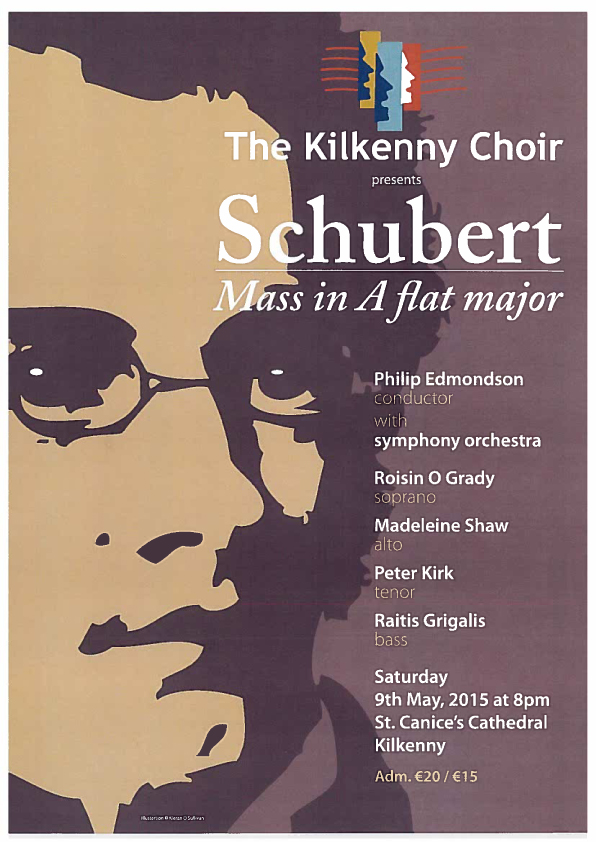 The Kilkenny Choir
presents
Schubert
Mass in A flat major
Philip Edmondson
conductor
with
symphony orchestra
Roisin O Grady
soprano
Madeleine Shaw
alto
Peter Kirk
tenor
Raitis Grigalis
bass
Saturday
9th May, 2015 at 8pm
St. Canice's Cathedral
Kilkenny
Adm. €20 / €15
Illustration © Kieran O Sullivan